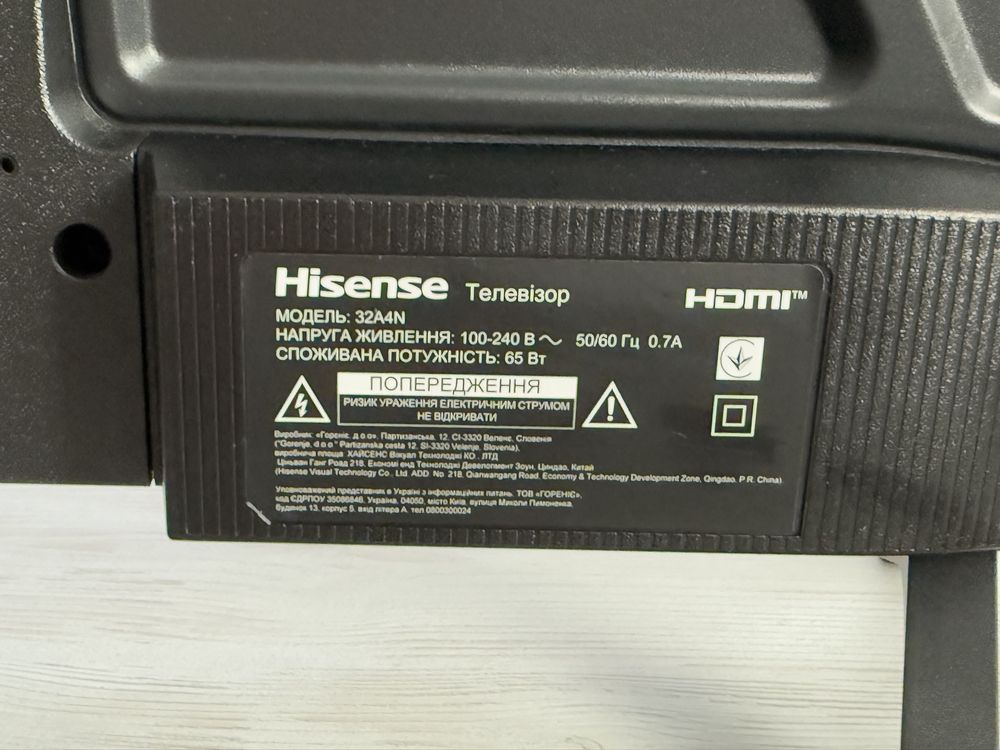 Hisense Телевізор
HDMI™
МОДЕЛЬ: 32A4N
НАПРУГА ЖИВЛЕННЯ: 100-240 В ~ 50/60 Гц 0.7A
СПОЖИВАНА ПОТУЖНІСТЬ: 65 Вт
ПОПЕРЕДЖЕННЯ
РИЗИК УРАЖЕННЯ ЕЛЕКТРИЧНИМ СТРУМОМ
НЕ ВІДКРИВАТИ
Виробник: «Горенє, д.о.о», Партизанська, 12, СІ-3320 Веленє, Словенія
("Gorenje, d.o.o." Partizanska cesta 12, SI-3320 Velenje, Slovenia),
виробнича площа: ХАЙСЕНС Вижуал Технолоджі КО., ЛТД
Ціньван Ганг Роад 218, Економі енд Технолоджі Девелопмент Зоун, Циндао, Китай
(Hisense Visual Technology Co., Ltd. ADD: No. 218, Qianwangang Road, Economy & Technology Development Zone, Qingdao, P.R. China)
Уповноважений представник в Україні з інформаційних питань: ТОВ «ГОРЕНЄ»,
код ЄДРПОУ 35086846, Україна, 04050, місто Київ, вулиця Миколи Пимоненка,
будинок 13, корпус 5, вхід літера А, тел 0800300024